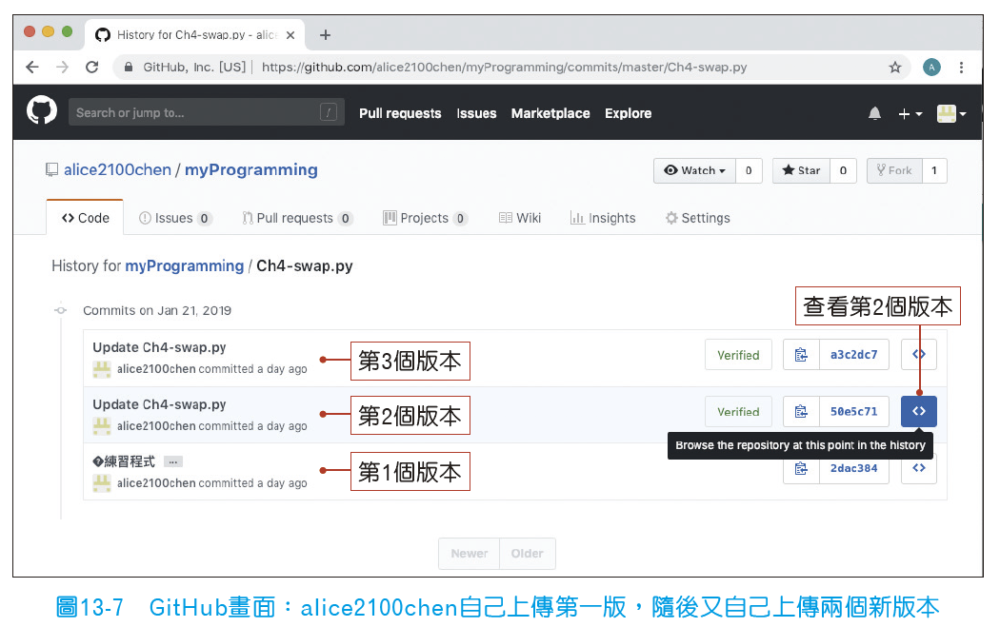 History for Ch4-swap.py - alic
GitHub, Inc. [US] https://github.com/alice2100chen/myProgramming/commits/master/Ch4-swap.py A
Search or jump to... / Pull requests Issues Marketplace Explore
alice2100chen / myProgramming Watch 0 Star 0 Fork 1
Code Issues 0 Pull requests 0 Projects 0 Wiki Insights Settings
History for myProgramming / Ch4-swap.py
查看第2個版本
Commits on Jan 21, 2019
Update Ch4-swap.py
alice2100chen committed a day ago
第3個版本
Verified a3c2dc7 <>
Update Ch4-swap.py
alice2100chen committed a day ago
第2個版本
Verified 50e5c71 <>
Browse the repository at this point in the history
�練習程式 ...
alice2100chen committed a day ago
第1個版本
2dac384 <>
Newer Older
圖13-7 GitHub畫面：alice2100chen自己上傳第一版，隨後又自己上傳兩個新版本